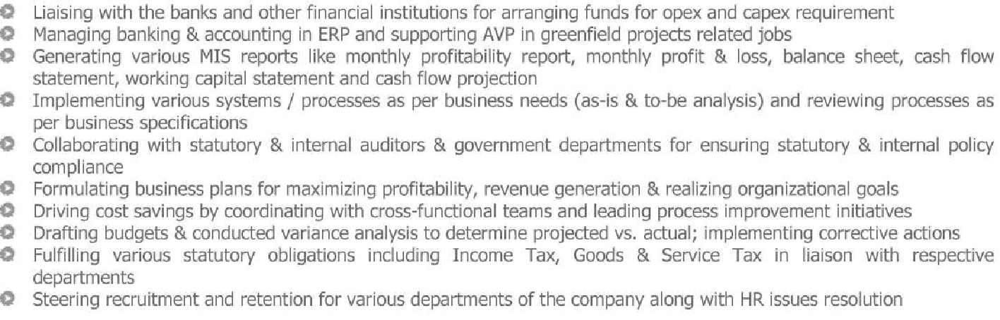 Liaising with the banks and other financial institutions for arranging funds for opex and capex requirement
Managing banking & accounting in ERP and supporting AVP in greenfield projects related jobs
Generating various MIS reports like monthly profitability report, monthly profit & loss, balance sheet, cash flow
statement, working capital statement and cash flow projection
Implementing various systems / processes as per business needs (as-is & to-be analysis) and reviewing processes as
per business specifications
Collaborating with statutory & internal auditors & government departments for ensuring statutory & internal policy
compliance
Formulating business plans for maximizing profitability, revenue generation & realizing organizational goals
Driving cost savings by coordinating with cross-functional teams and leading process improvement initiatives
Drafting budgets & conducted variance analysis to determine projected vs. actual; implementing corrective actions
Fulfilling various statutory obligations including Income Tax, Goods & Service Tax in liaison with respective
departments
Steering recruitment and retention for various departments of the company along with HR issues resolution